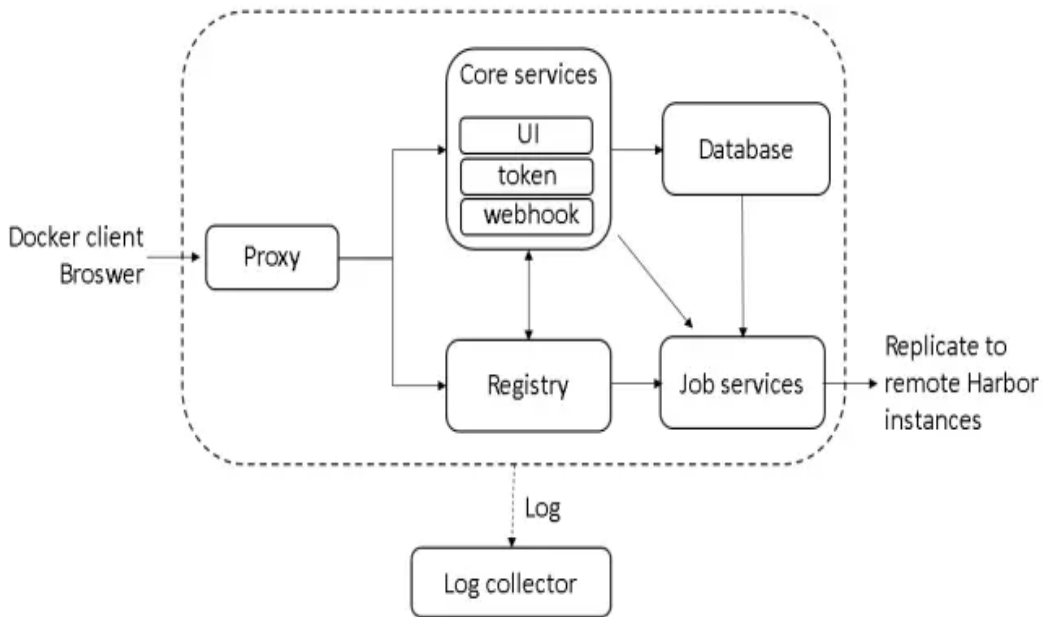 Core services
UI
token
webhook
Database
Docker client
Broswer
Proxy
Registry
Job services
Replicate to
remote Harbor
instances
Log
Log collector